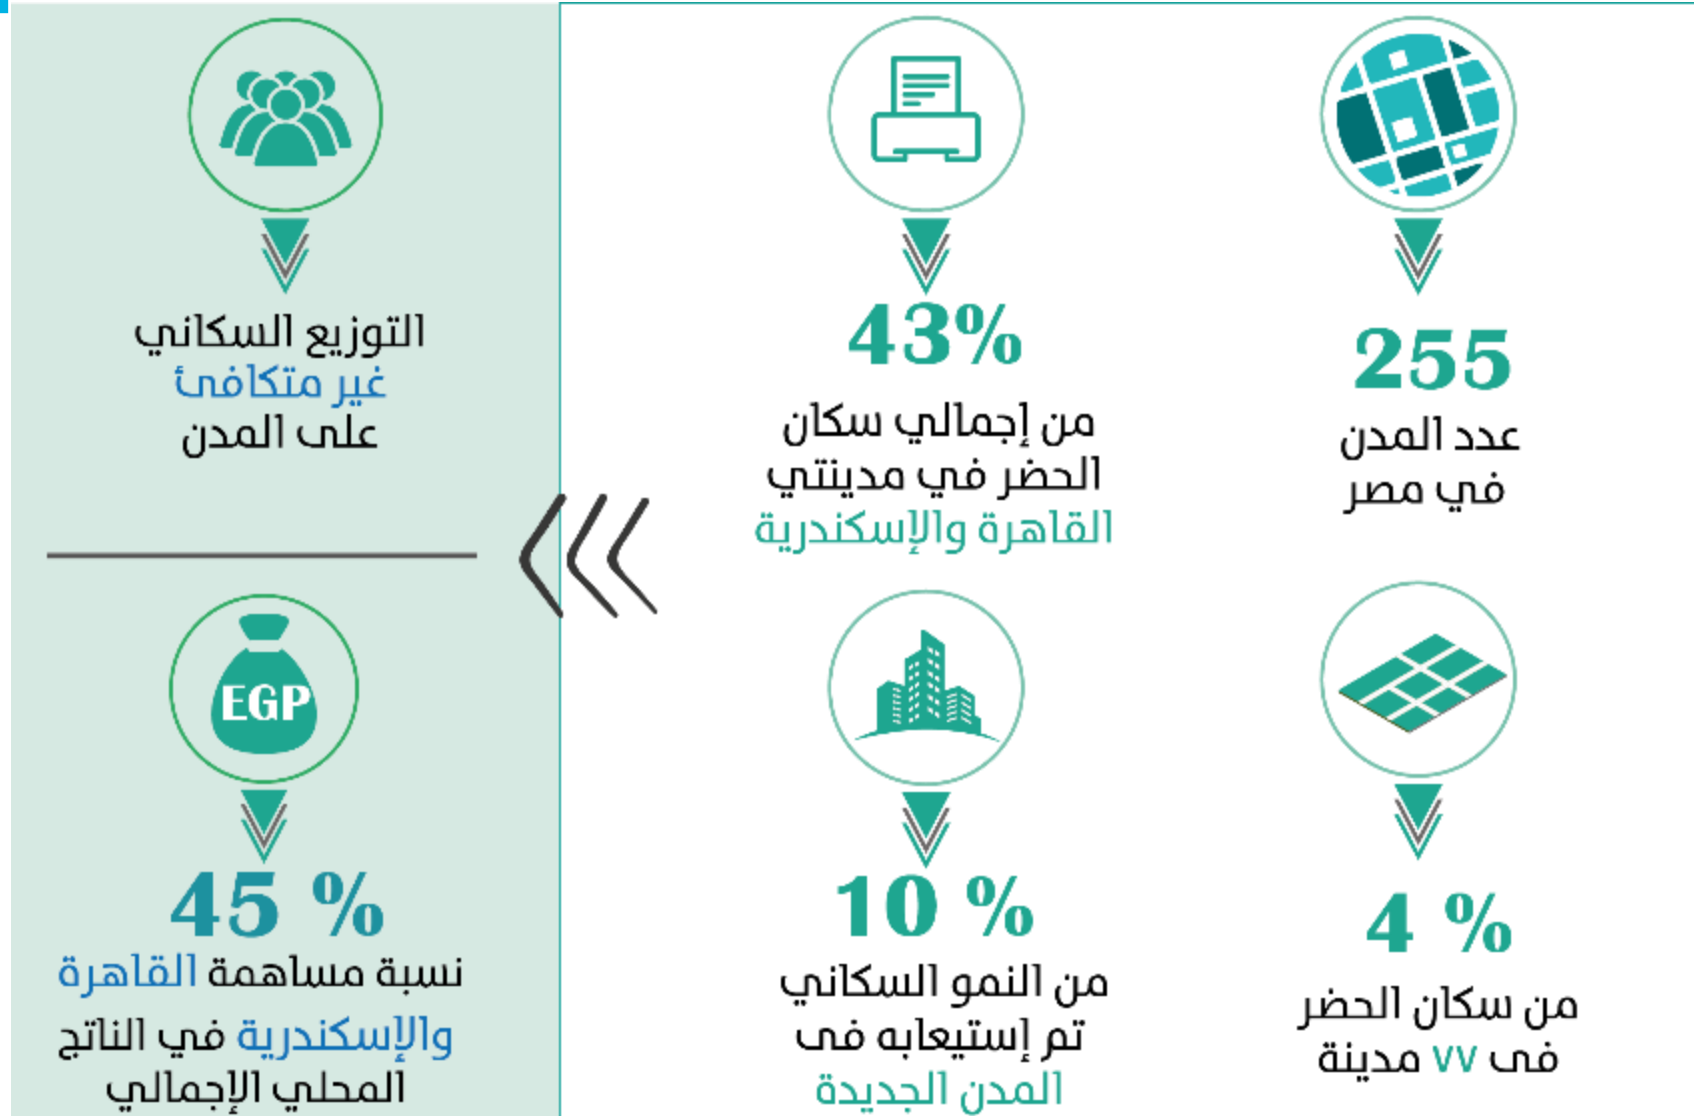 255
عدد المدن
في مصر
43%
من إجمالي سكان
الحضر في مدينتي
القاهرة والإسكندرية
4 %
من سكان الحضر
فى ٧٧ مدينة
10 %
من النمو السكاني
تم إستيعابه فى
المدن الجديدة
التوزيع السكاني
غير متكافئ
على المدن
EGP
45 %
نسبة مساهمة القاهرة
والإسكندرية في الناتج
المحلي الإجمالي